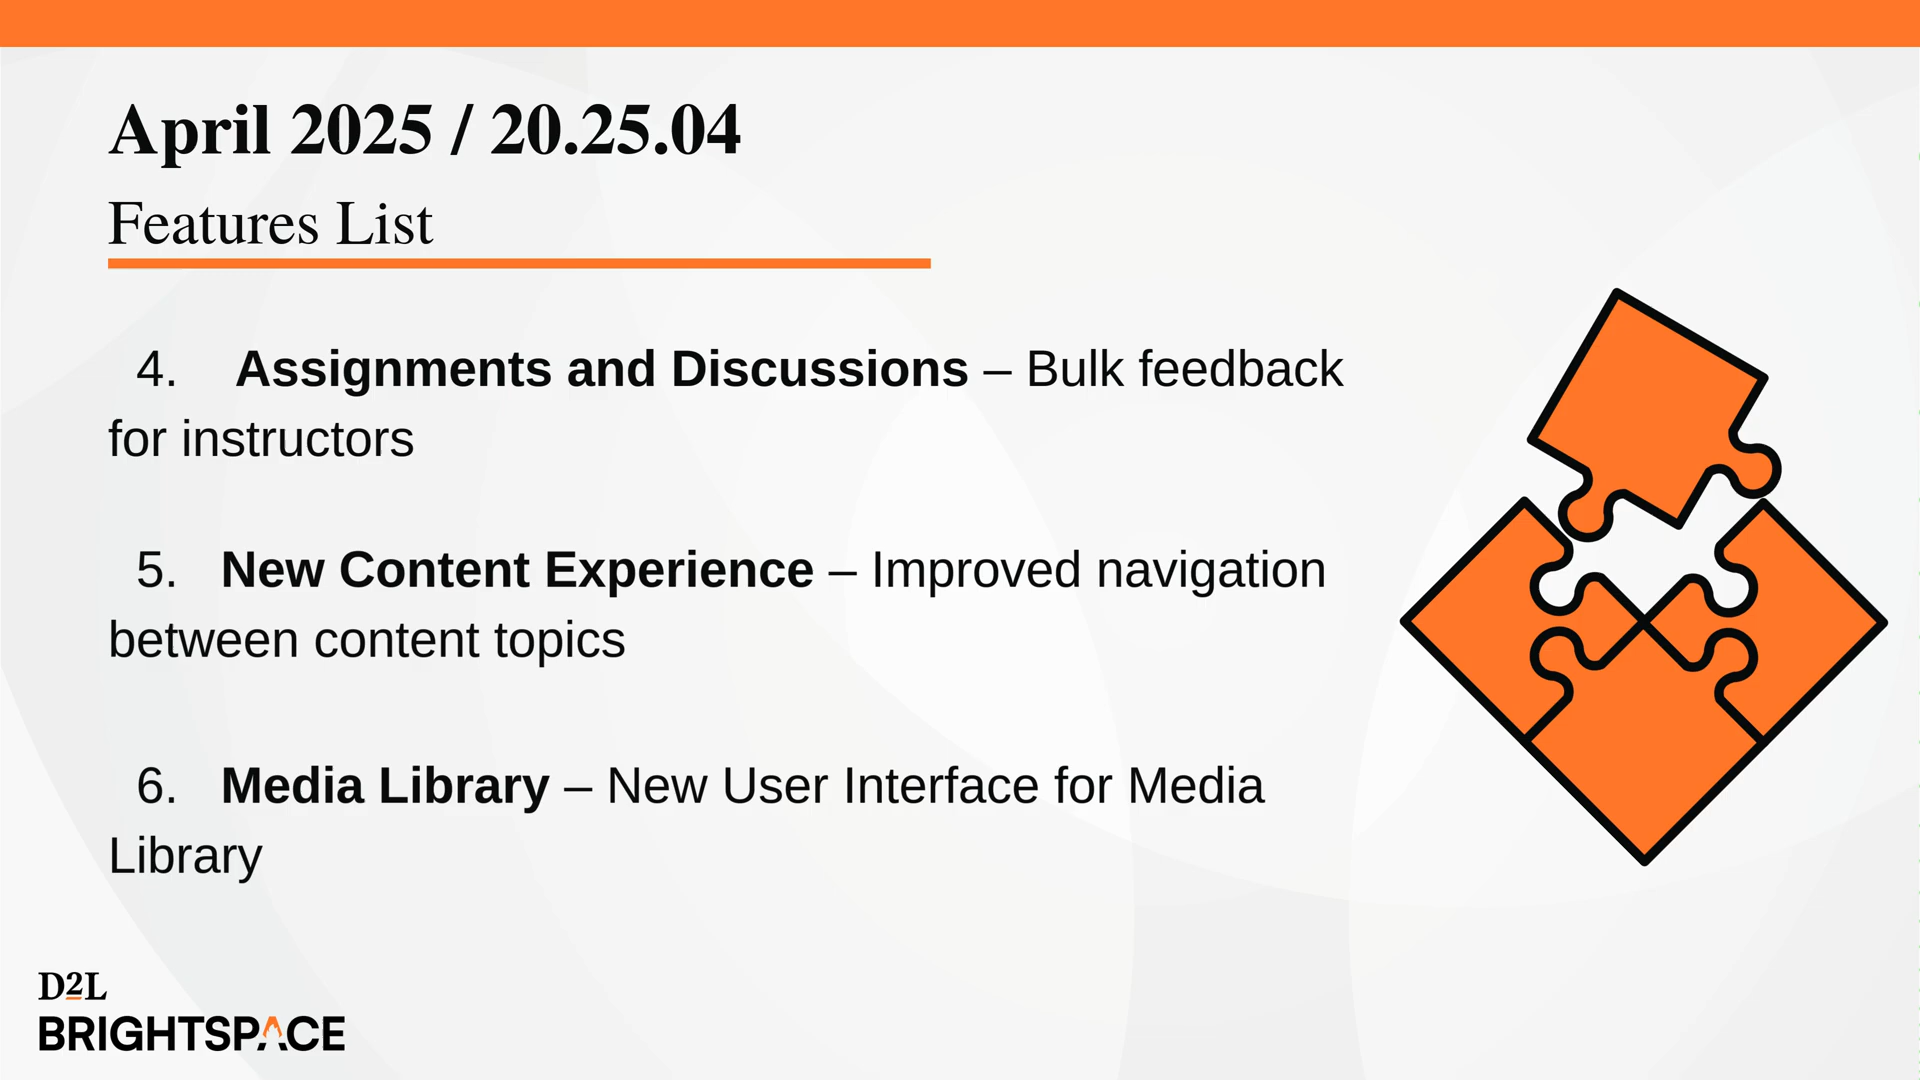 April 2025 / 20.25.04
Features List
4. Assignments and Discussions – Bulk feedback
for instructors
5. New Content Experience – Improved navigation
between content topics
6. Media Library – New User Interface for Media
Library
D2L
BRIGHTSPACE